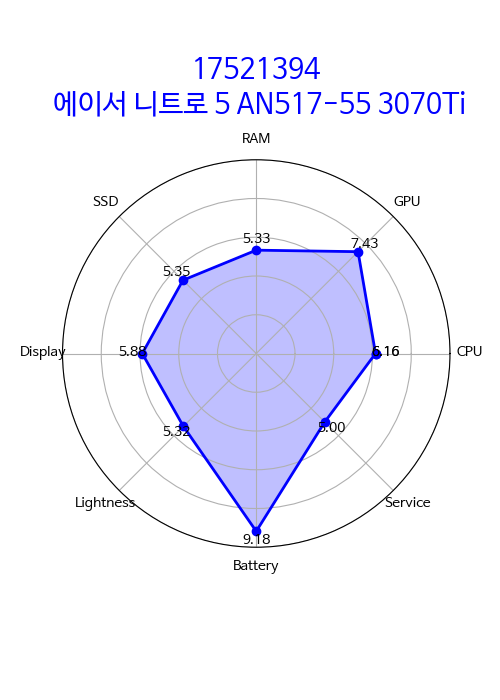 17521394
에이서 니트로 5 AN517-55 3070Ti
RAM
SSD
GPU
5.33
7.43
5.35
Display
5.88
6.16
CPU
5.32
5.00
Lightness
Service
9.18
Battery